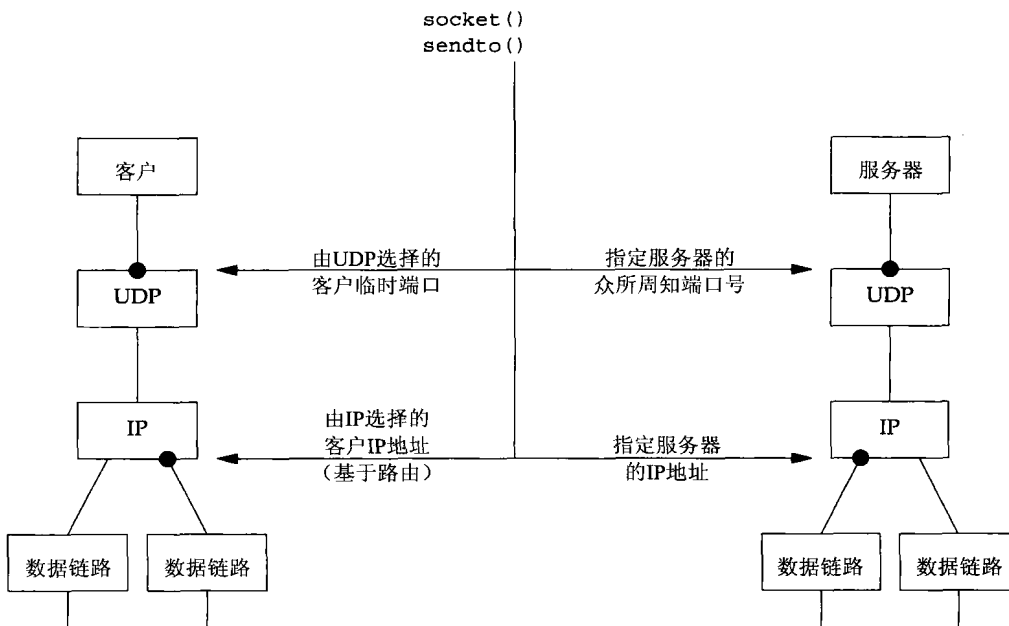 socket()
sendto()
客户
服务器
由UDP选择的
客户临时端口
指定服务器的
众所周知端口号
UDP
UDP
IP
由IP选择的
客户IP地址
（基于路由）
指定服务器
的IP地址
IP
数据链路
数据链路
数据链路
数据链路